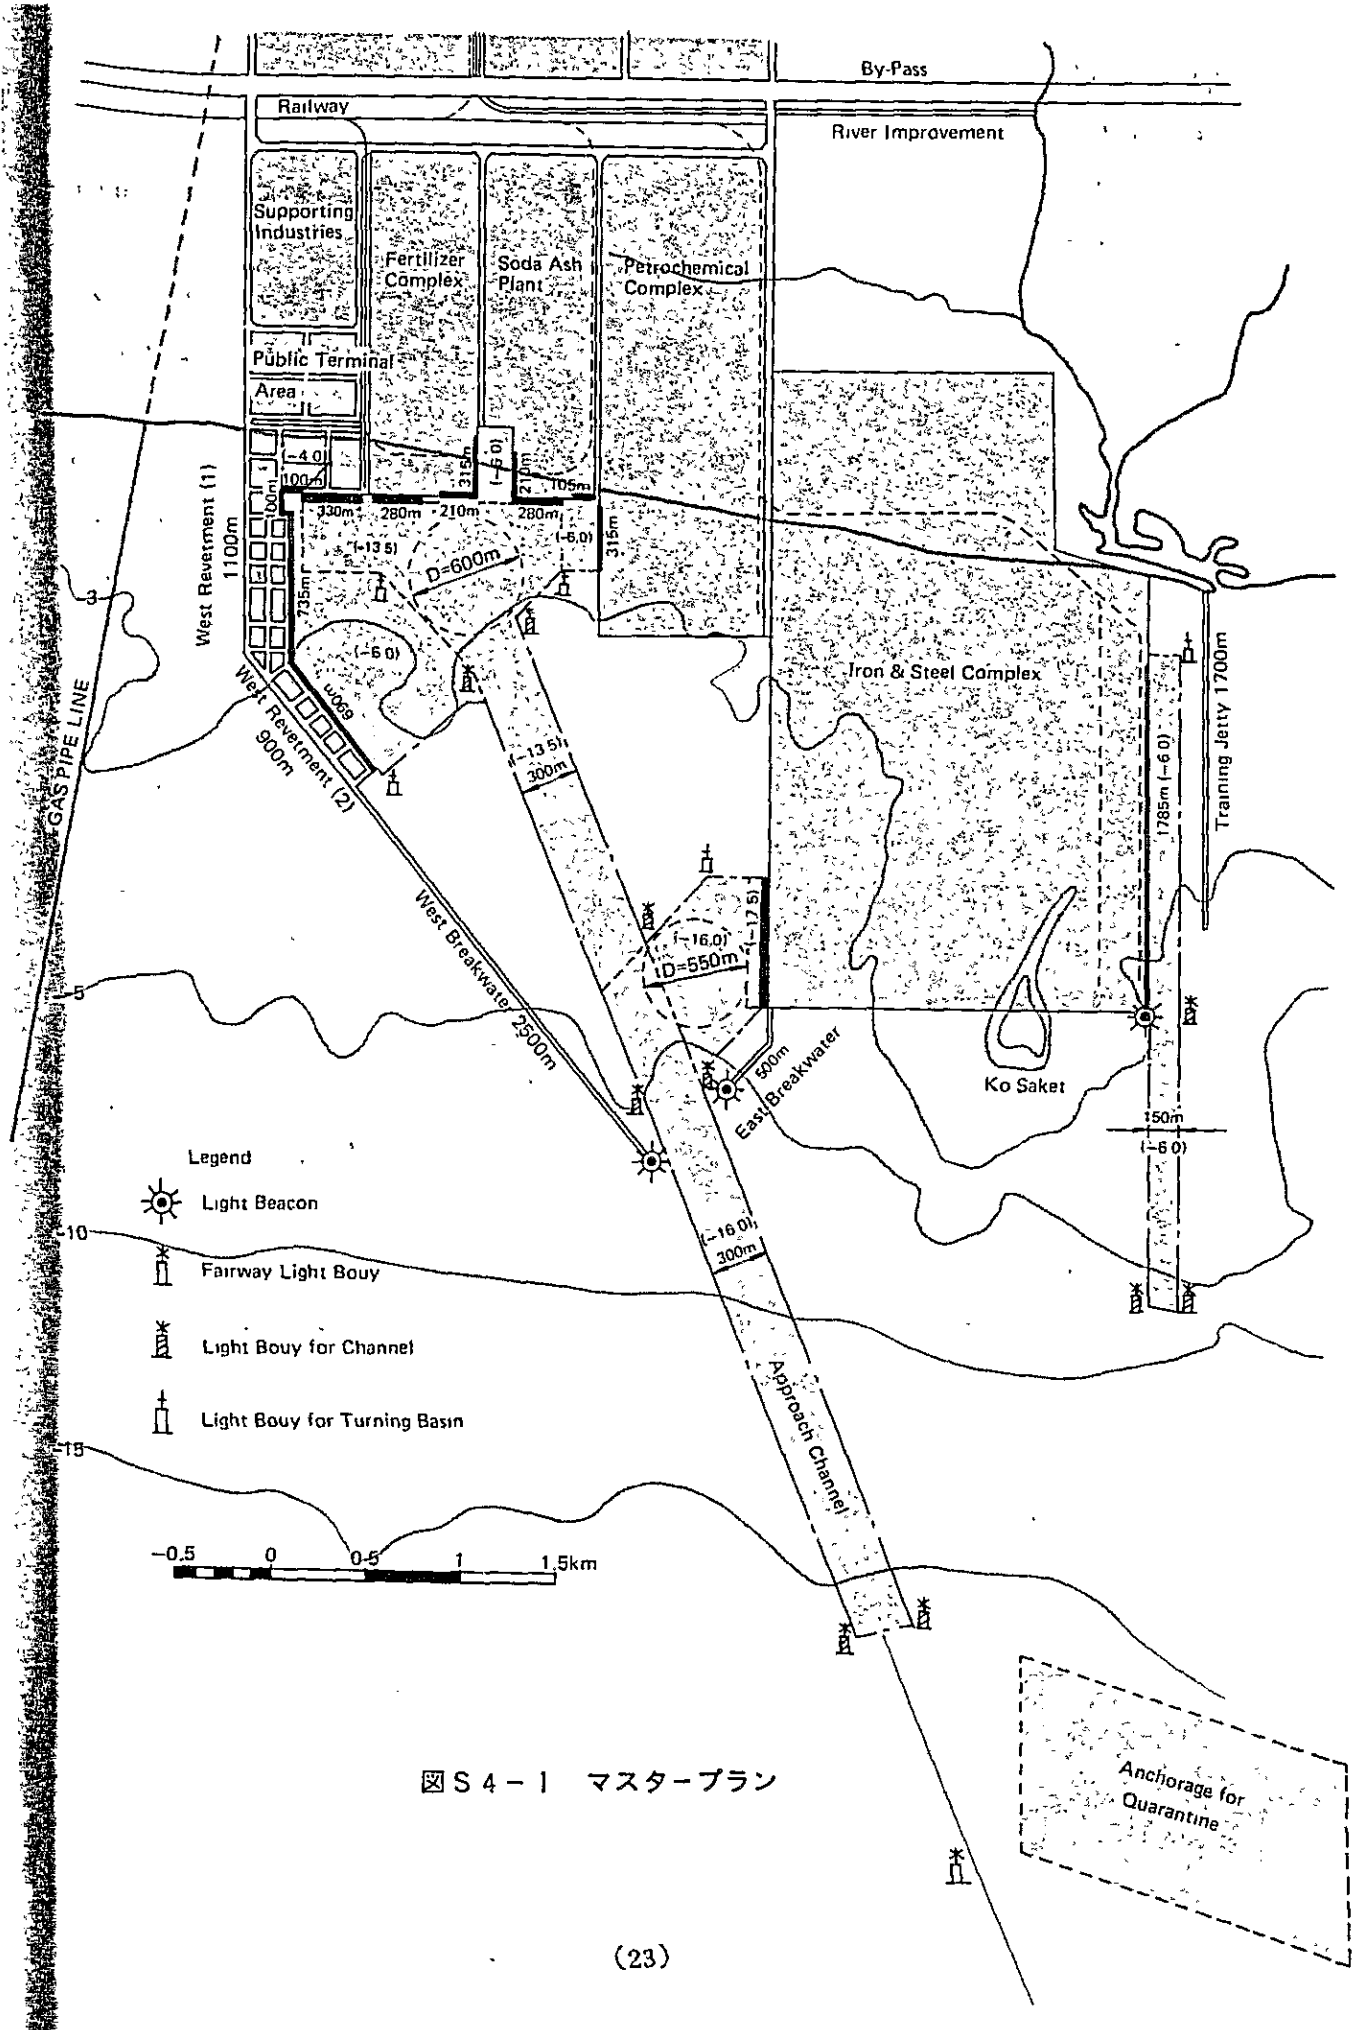 By-Pass
Railway
River Improvement
Supporting
Industries
Fertilizer
Complex
Soda Ash
Plant
Petrochemical
Complex
Public Terminal
Area
(-4.0)
100m
100m
315m
(-6.0)
210m
105m
330m
280m
210m
280m
(-6.0)
315m
(-13.5)
D=600m
West Revetment (1)
1100m
735m
-3
(-6.0)
690m
West Revetment (2)
900m
GAS PIPE LINE
Iron & Steel Complex
Training Jetty 1700m
1785m (-6.0)
(-13.5)
300m
West Breakwater 2500m
(-16.0)
D=550m
(-17.5)
-5
500m
East Breakwater
Ko Saket
150m
(-6.0)
Legend
Light Beacon
-10
Fairway Light Bouy
Light Bouy for Channel
Light Bouy for Turning Basin
-15
(-16.0)
300m
Approach Channel
-0.5 0 0.5 1 1.5km
Anchorage for
Quarantine
図S4-1 マスタープラン
(23)